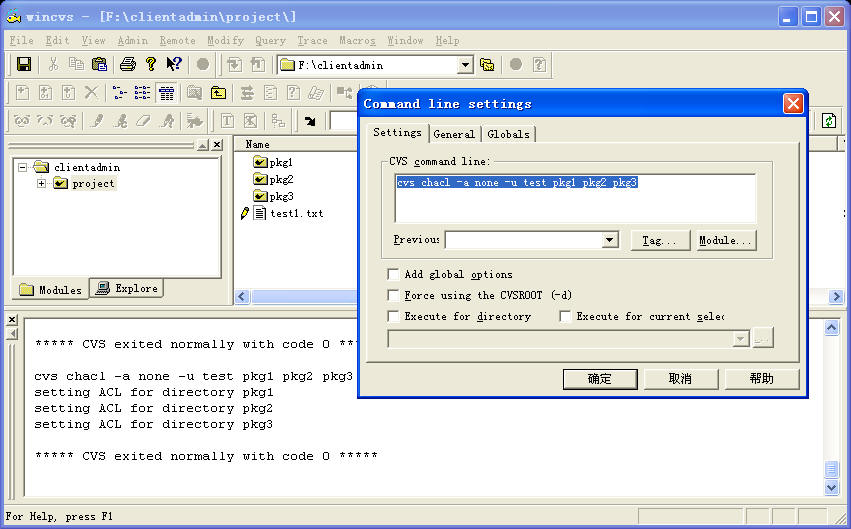 wincvs - [F:\clientadmin\project\]
File Edit View Admin Remote Modify Query Trace Macros Window Help
F:\clientadmin
clientadmin
project
Modules
Explore
Name
pkg1
pkg2
pkg3
test1.txt
Command line settings
Settings
General
Globals
CVS command line:
cvs chacl -a none -u test pkg1 pkg2 pkg3
Previous
Tag...
Module...
Add global options
Force using the CVSROOT (-d)
Execute for directory
Execute for current selec
...
确定
取消
帮助
***** CVS exited normally with code 0 ***
cvs chacl -a none -u test pkg1 pkg2 pkg3
setting ACL for directory pkg1
setting ACL for directory pkg2
setting ACL for directory pkg3
***** CVS exited normally with code 0 *****
For Help, press F1